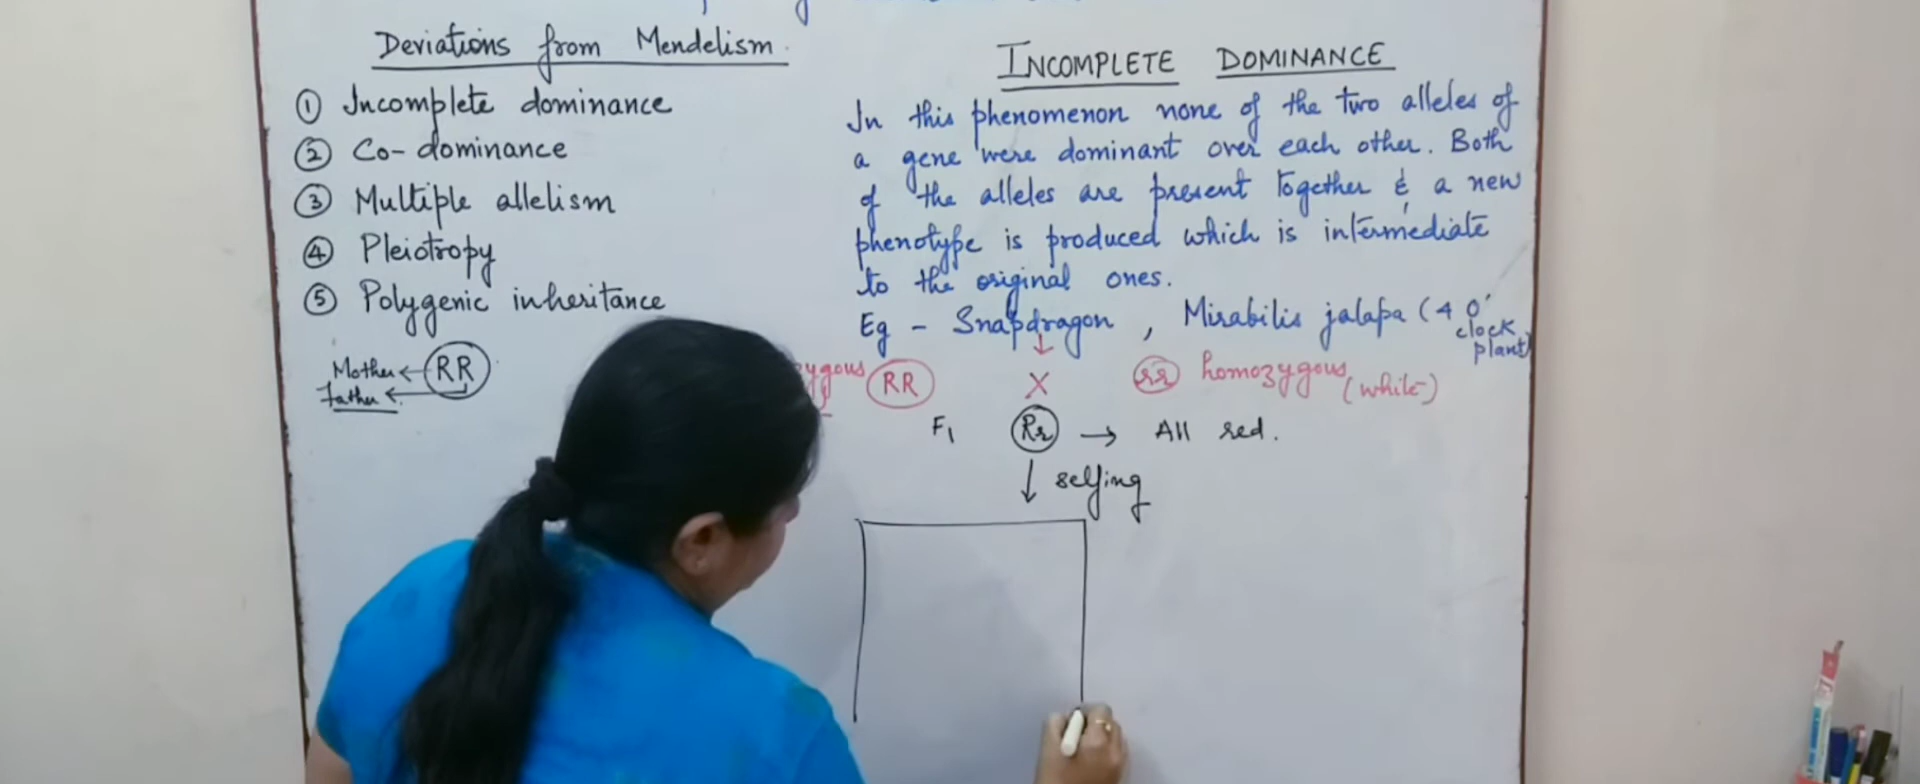 Deviations from Mendelism.
① Incomplete dominance
② Co-dominance
③ Multiple allelism
④ Pleiotropy
⑤ Polygenic inheritance
Mother ← RR
Father ←
INCOMPLETE DOMINANCE
In this phenomenon none of the two alleles of
a gene were dominant over each other. Both
of the alleles are present together & a new
phenotype is produced which is intermediate
to the original ones.
Eg - Snapdragon, Mirabilis jalapa (4 O'
clock
plant)
ygous RR X rr homozygous (white)
F1 Rr → All red.
↓ selfing